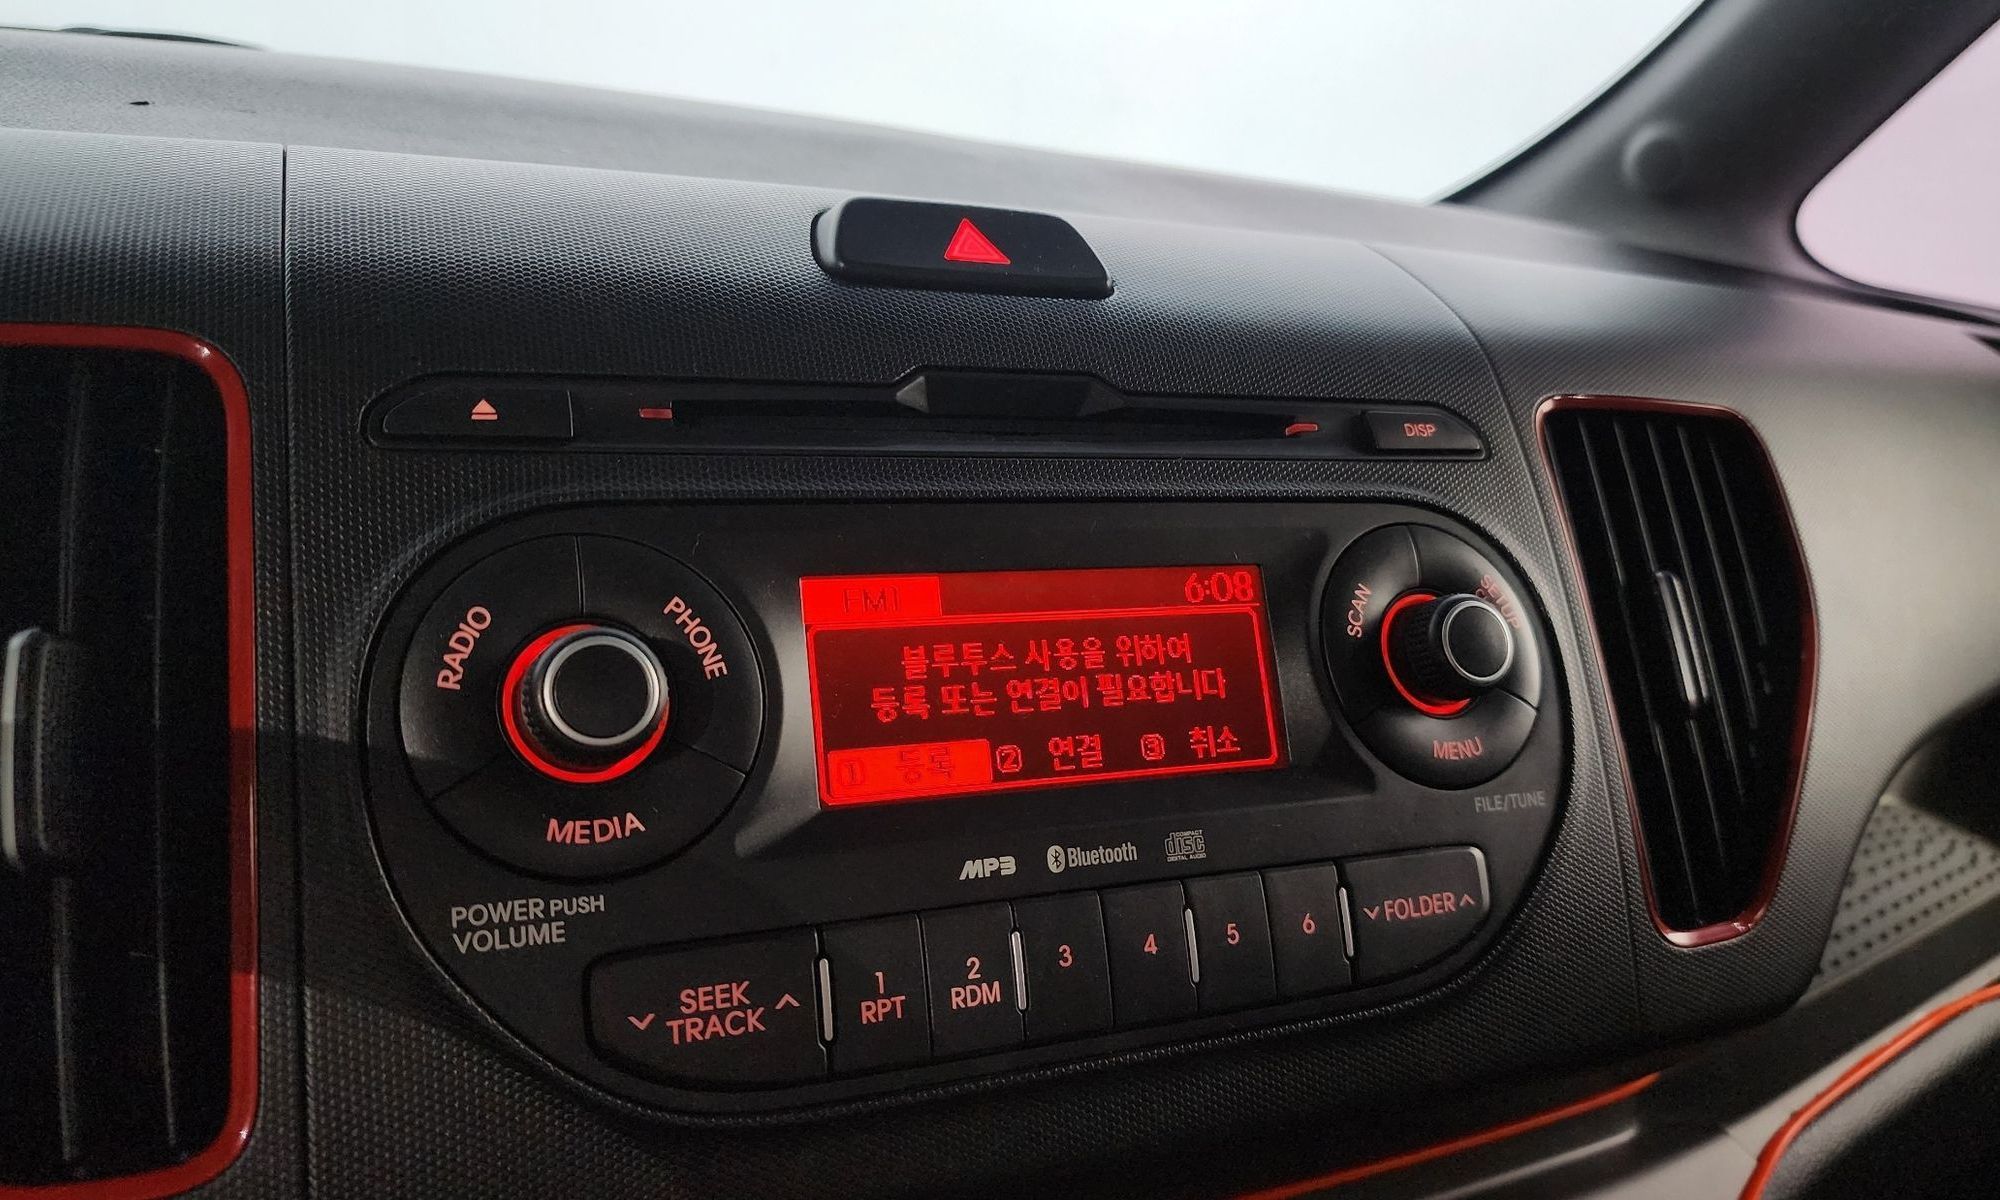 DISP
RADIO
PHONE
MEDIA
POWER PUSH
VOLUME
FM1
6:08
블루투스 사용을 위하여
등록 또는 연결이 필요합니다
1 등록 2 연결 3 취소
SCAN
SETUP
MENU
FILE/TUNE
MP3
Bluetooth
COMPACT
disc
DIGITAL AUDIO
SEEK
TRACK
1
RPT
2
RDM
3
4
5
6
FOLDER